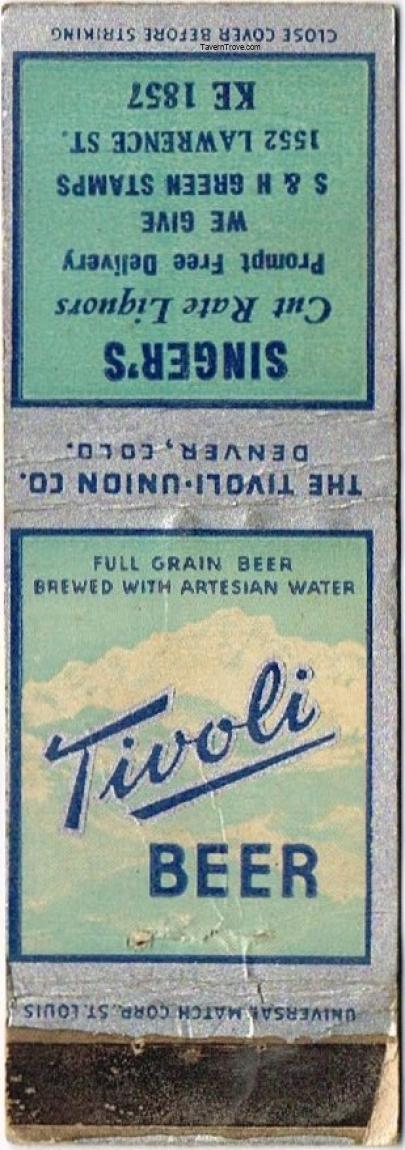 CLOSE COVER BEFORE STRIKING
TavernTrove.com
SINGER'S
Cut Rate Liquors
Prompt Free Delivery
WE GIVE
S & H GREEN STAMPS
1552 LAWRENCE ST.
KE 1857
THE TIVOLI-UNION CO.
DENVER, COLO.
FULL GRAIN BEER
BREWED WITH ARTESIAN WATER
Tivoli
BEER
UNIVERSAL MATCH CORP. ST. LOUIS